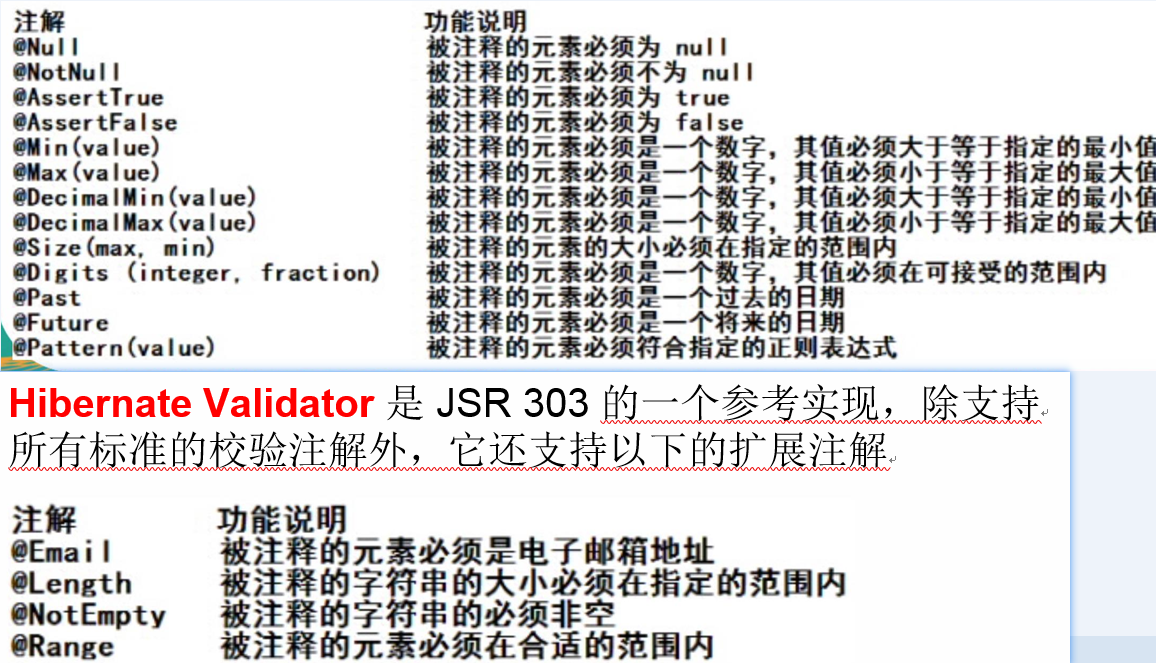 注解 功能说明
@Null 被注释的元素必须为 null
@NotNull 被注释的元素必须不为 null
@AssertTrue 被注释的元素必须为 true
@AssertFalse 被注释的元素必须为 false
@Min(value) 被注释的元素必须是一个数字，其值必须大于等于指定的最小值
@Max(value) 被注释的元素必须是一个数字，其值必须小于等于指定的最大值
@DecimalMin(value) 被注释的元素必须是一个数字，其值必须大于等于指定的最小值
@DecimalMax(value) 被注释的元素必须是一个数字，其值必须小于等于指定的最大值
@Size(max, min) 被注释的元素的大小必须在指定的范围内
@Digits (integer, fraction) 被注释的元素必须是一个数字，其值必须在可接受的范围内
@Past 被注释的元素必须是一个过去的日期
@Future 被注释的元素必须是一个将来的日期
@Pattern(value) 被注释的元素必须符合指定的正则表达式
Hibernate Validator 是 JSR 303 的一个参考实现，除支持
所有标准的校验注解外，它还支持以下的扩展注解
注解 功能说明
@Email 被注释的元素必须是电子邮箱地址
@Length 被注释的字符串的大小必须在指定的范围内
@NotEmpty 被注释的字符串的必须非空
@Range 被注释的元素必须在合适的范围内